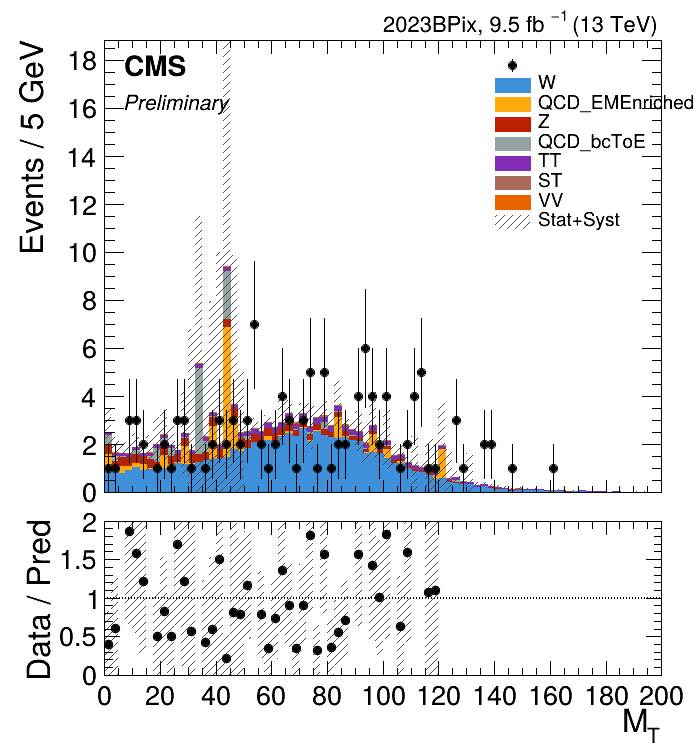 2023BPix, 9.5 fb⁻¹ (13 TeV)
CMS
Preliminary
W
QCD_EMEnriched
Z
QCD_bcToE
TT
ST
VV
Stat+Syst
Events / 5 GeV
18
16
14
12
10
8
6
4
2
0
Data / Pred
2
1.5
1
0.5
0
0 20 40 60 80 100 120 140 160 180 200
M_T